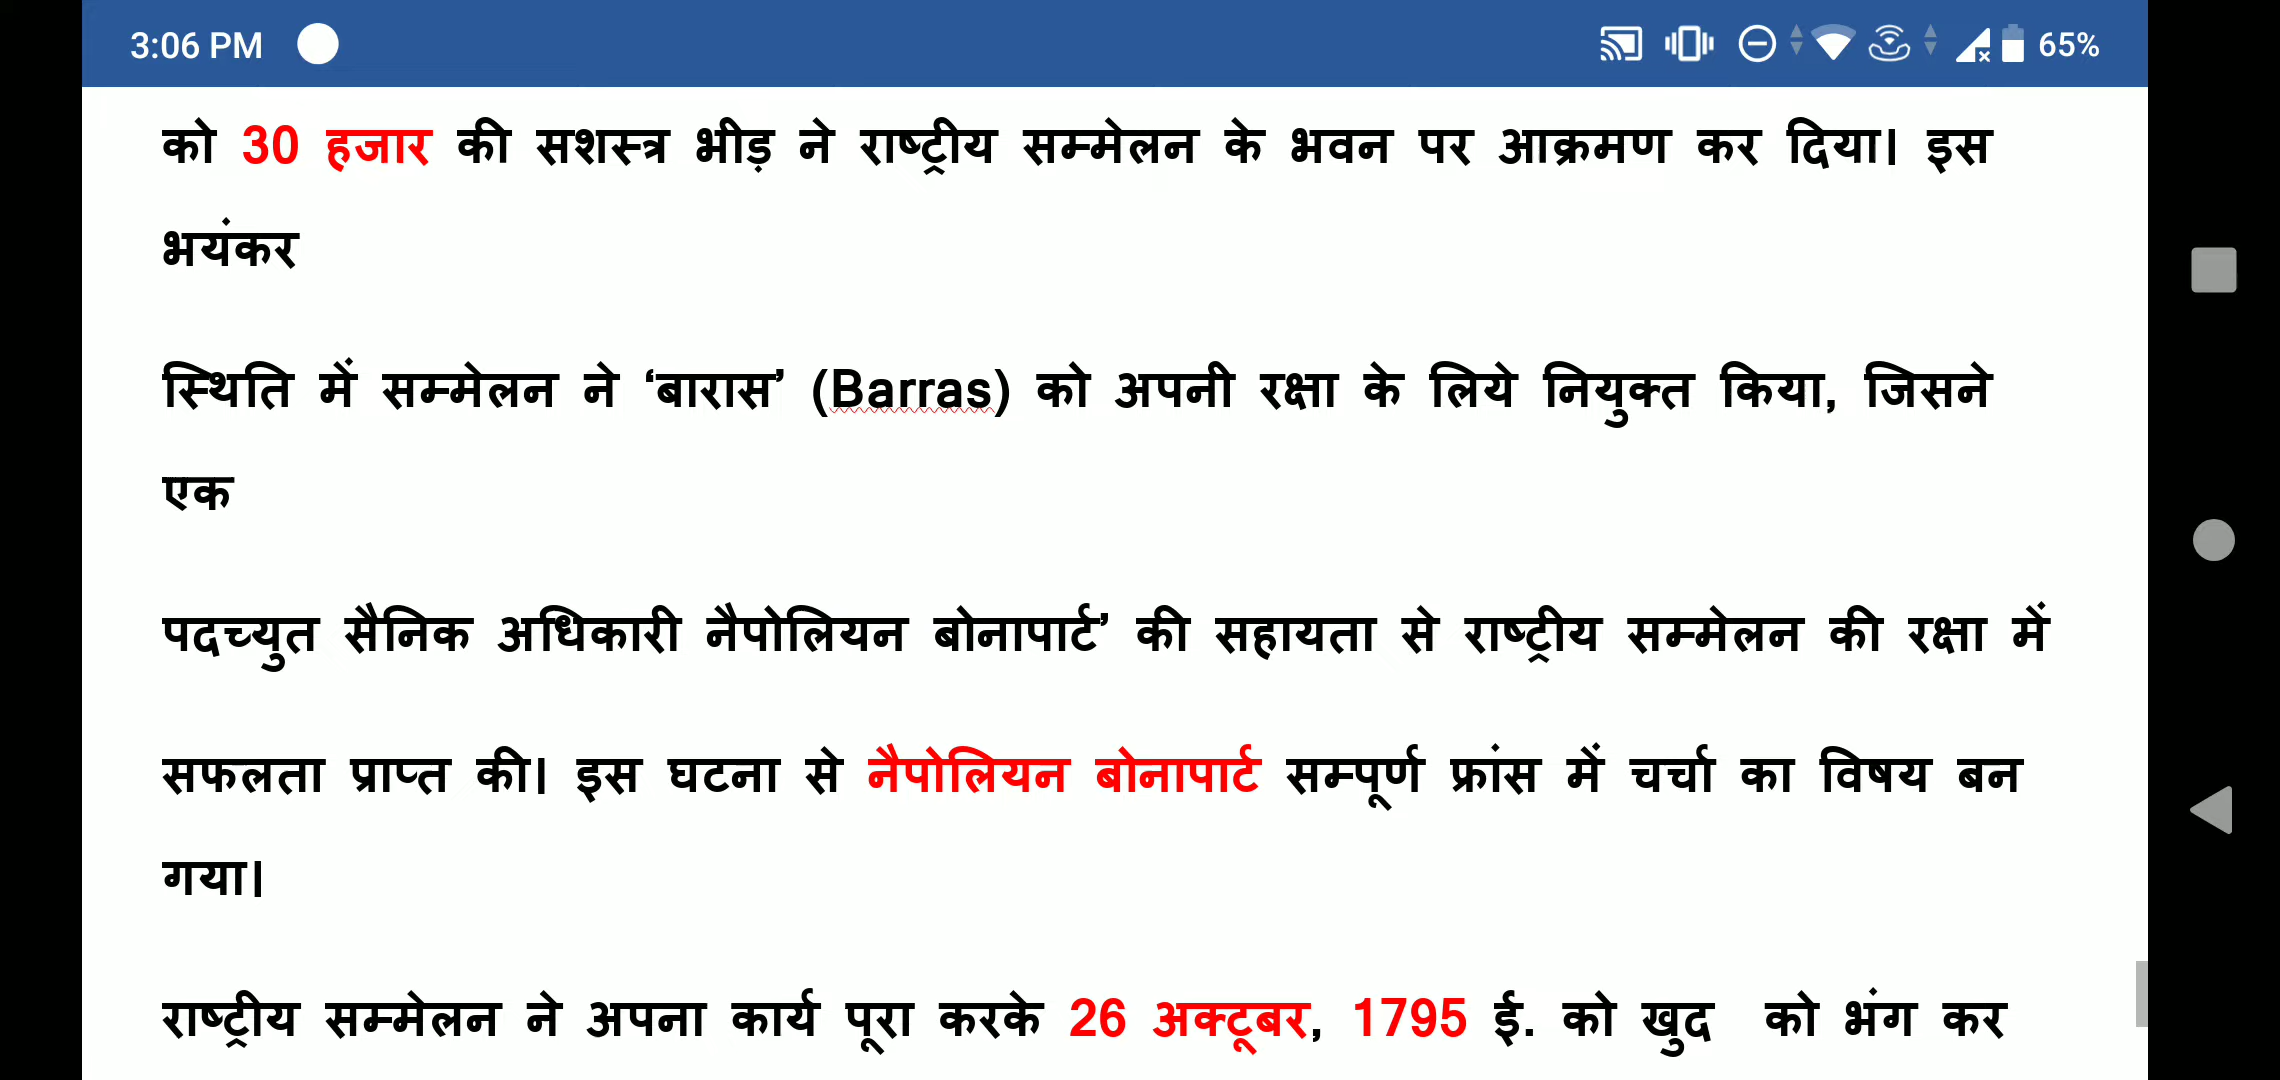 3:06 PM 65%
को 30 हजार की सशस्त्र भीड़ ने राष्ट्रीय सम्मेलन के भवन पर आक्रमण कर दिया। इस
भयंकर
स्थिति में सम्मेलन ने ‘बारास’ (Barras) को अपनी रक्षा के लिये नियुक्त किया, जिसने
एक
पदच्युत सैनिक अधिकारी नैपोलियन बोनापार्ट’ की सहायता से राष्ट्रीय सम्मेलन की रक्षा में
सफलता प्राप्त की। इस घटना से नैपोलियन बोनापार्ट सम्पूर्ण फ्रांस में चर्चा का विषय बन
गया।
राष्ट्रीय सम्मेलन ने अपना कार्य पूरा करके 26 अक्टूबर, 1795 ई. को खुद को भंग कर